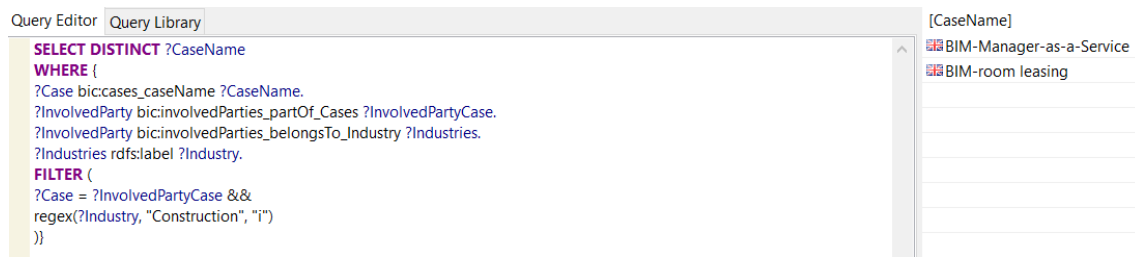 Query Editor Query Library
SELECT DISTINCT ?CaseName
WHERE {
?Case bic:cases_caseName ?CaseName.
?InvolvedParty bic:involvedParties_partOf_Cases ?InvolvedPartyCase.
?InvolvedParty bic:involvedParties_belongsTo_Industry ?Industries.
?Industries rdfs:label ?Industry.
FILTER (
?Case = ?InvolvedPartyCase &&
regex(?Industry, "Construction", "i")
)}
[CaseName]
BIM-Manager-as-a-Service
BIM-room leasing